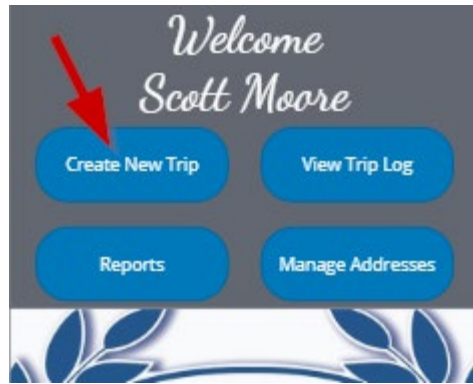 Welcome
Scott Moore
Create New Trip
View Trip Log
Reports
Manage Addresses